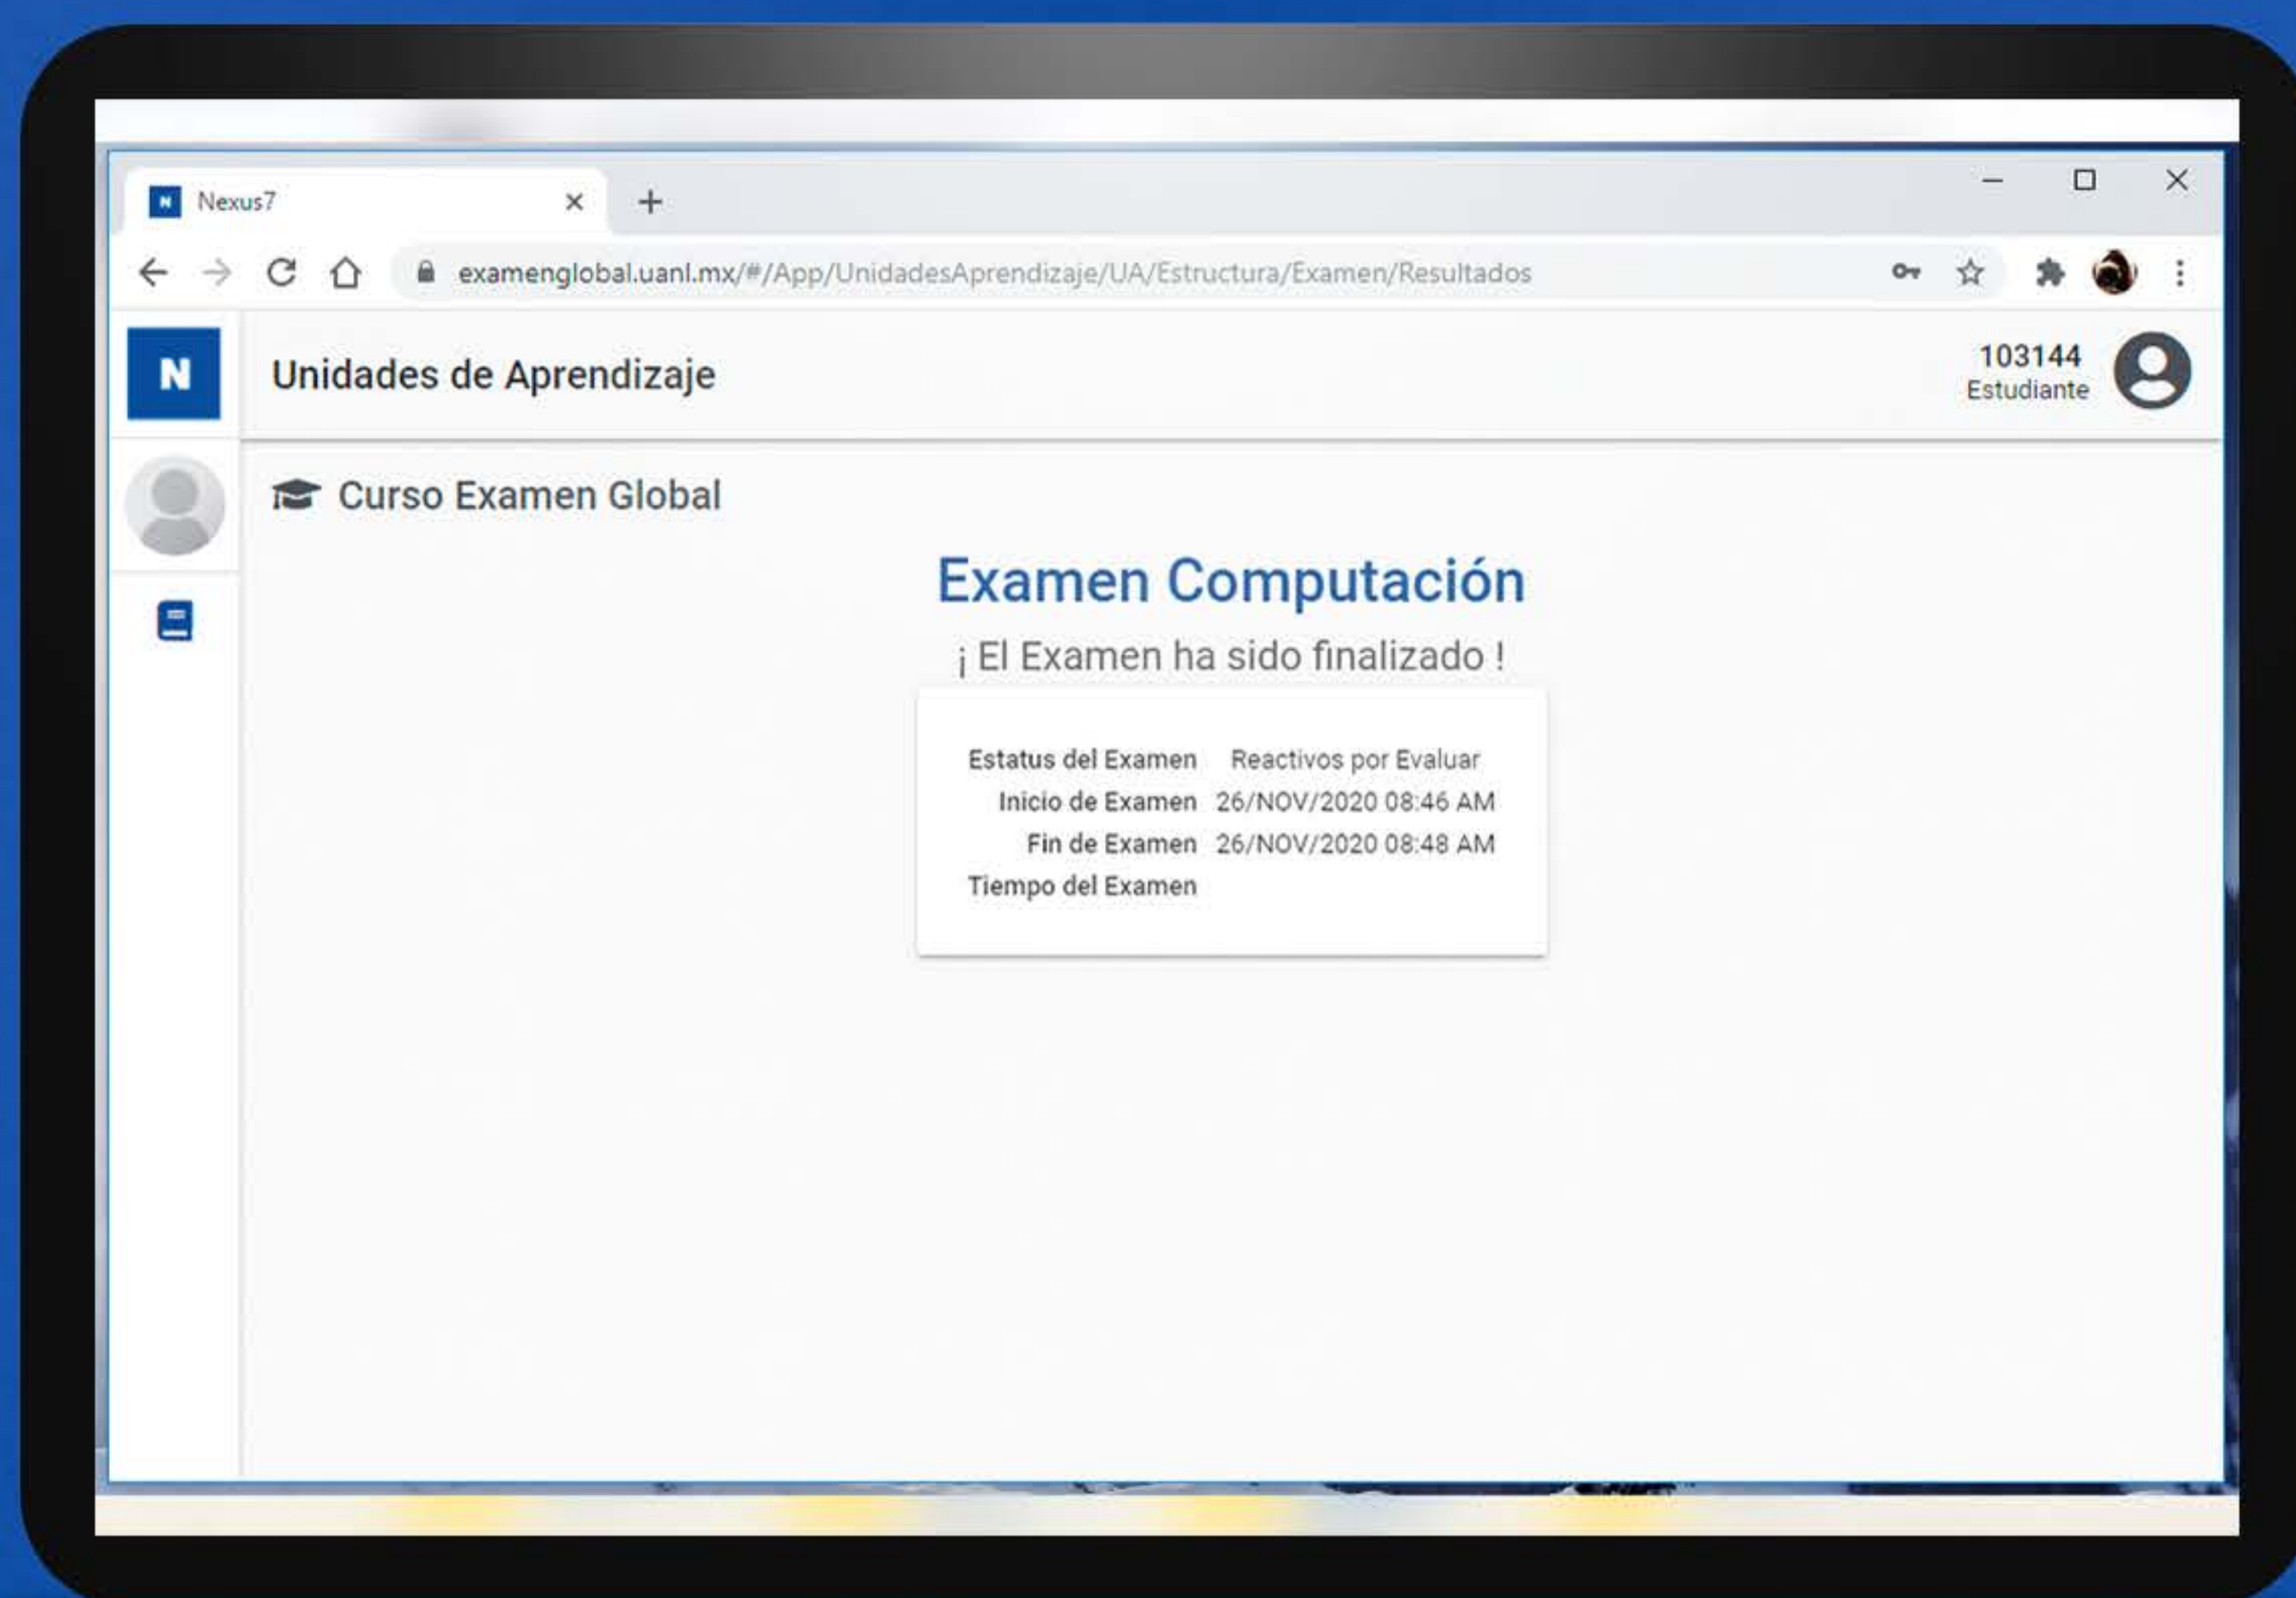 Nexus7
examenglobal.uanl.mx/#/App/UnidadesAprendizaje/UA/Estructura/Examen/Resultados
N
Unidades de Aprendizaje
103144
Estudiante
Curso Examen Global
Examen Computación
¡ El Examen ha sido finalizado !
Estatus del Examen Reactivos por Evaluar
Inicio de Examen 26/NOV/2020 08:46 AM
Fin de Examen 26/NOV/2020 08:48 AM
Tiempo del Examen